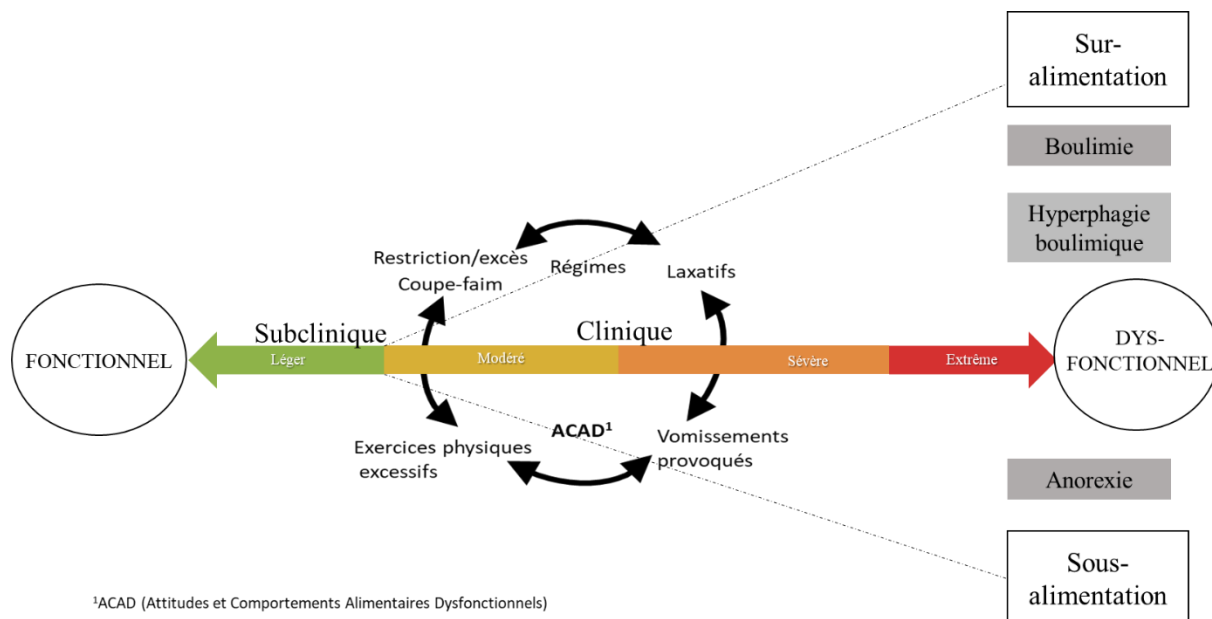 Sur-
alimentation
Boulimie
Hyperphagie
boulimique
Restriction/excès
Coupe-faim
Régimes
Laxatifs
Subclinique
Clinique
FONCTIONNEL
Léger
Modéré
Sévère
Extrême
DYS-
FONCTIONNEL
Exercices physiques
excessifs
ACAD¹
Vomissements
provoqués
Anorexie
Sous-
alimentation
¹ACAD (Attitudes et Comportements Alimentaires Dysfonctionnels)